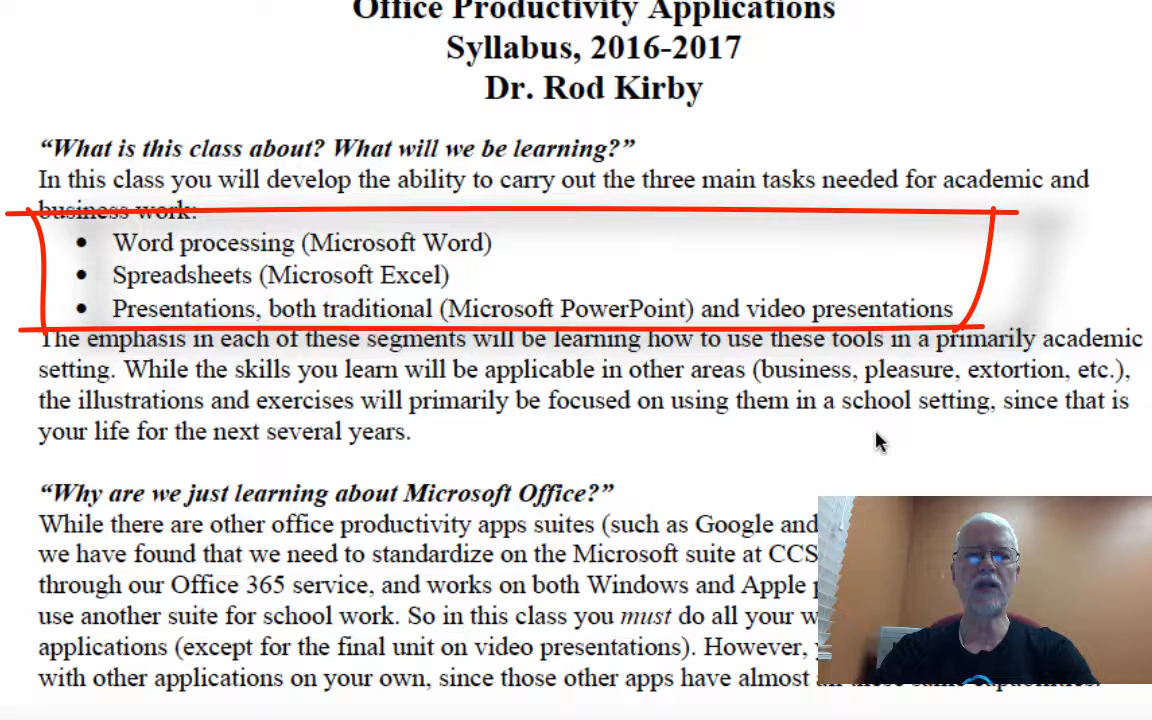 Office Productivity Applications
Syllabus, 2016-2017
Dr. Rod Kirby
“What is this class about? What will we be learning?”
In this class you will develop the ability to carry out the three main tasks needed for academic and
business work:
• Word processing (Microsoft Word)
• Spreadsheets (Microsoft Excel)
• Presentations, both traditional (Microsoft PowerPoint) and video presentations
The emphasis in each of these segments will be learning how to use these tools in a primarily academic
setting. While the skills you learn will be applicable in other areas (business, pleasure, extortion, etc.),
the illustrations and exercises will primarily be focused on using them in a school setting, since that is
your life for the next several years.
“Why are we just learning about Microsoft Office?”
While there are other office productivity apps suites (such as Google and
we have found that we need to standardize on the Microsoft suite at CCS
through our Office 365 service, and works on both Windows and Apple
use another suite for school work. So in this class you must do all your
applications (except for the final unit on video presentations). However,
with other applications on your own, since those other apps have almost